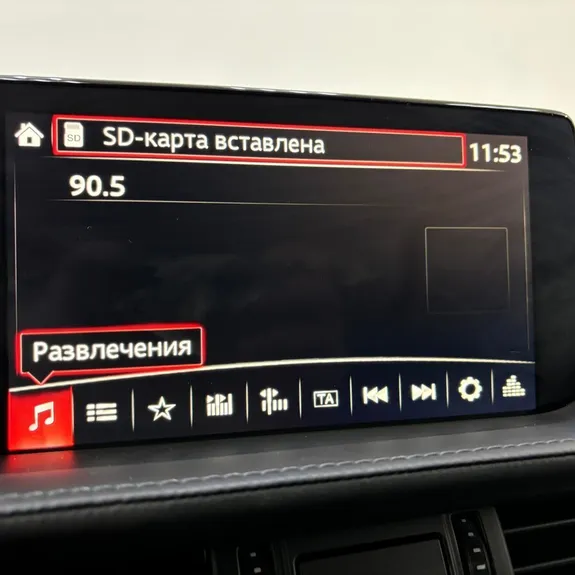 SD
SD-карта вставлена
11:53
90.5
Развлечения
TA